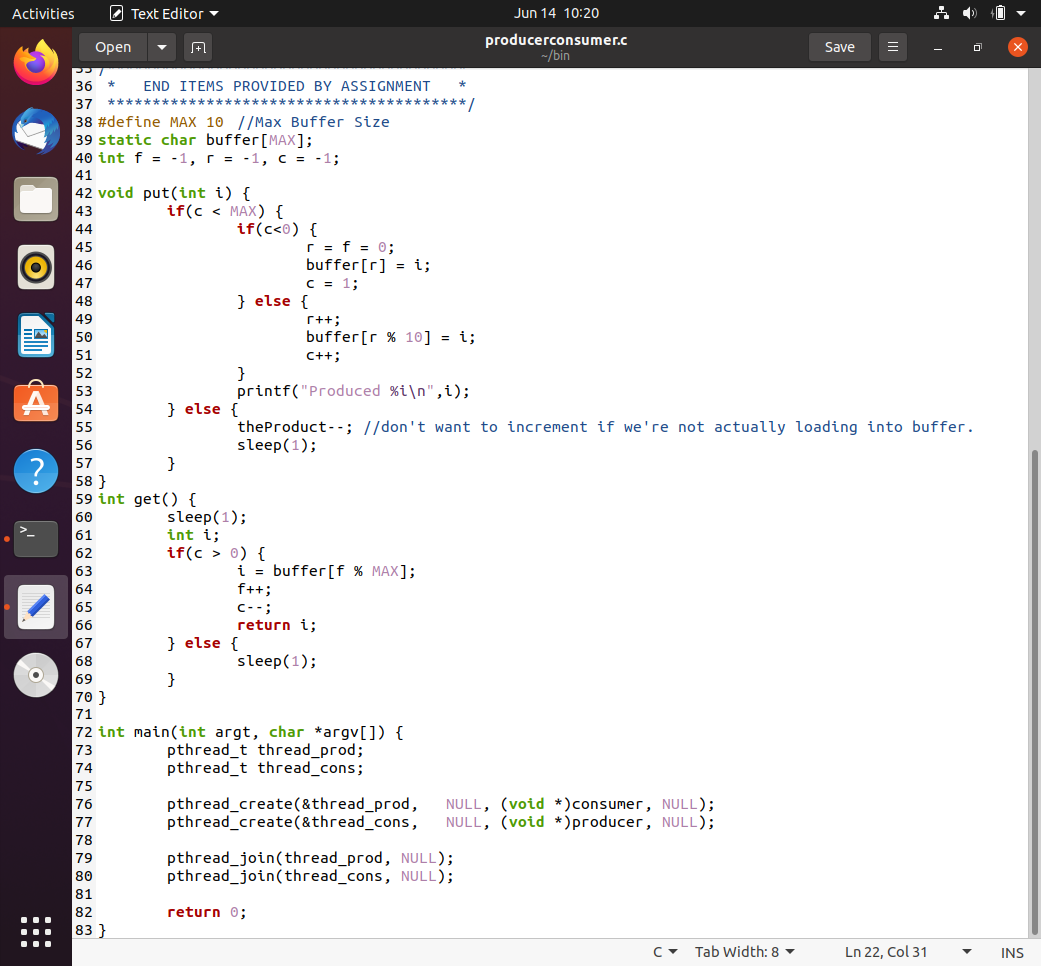 Activities Text Editor Jun 14 10:20
Open producerconsumer.c Save
~/bin
35 /****************************************
36  *   END ITEMS PROVIDED BY ASSIGNMENT   *
37  ****************************************/
38 #define MAX 10 //Max Buffer Size
39 static char buffer[MAX];
40 int f = -1, r = -1, c = -1;
41
42 void put(int i) {
43         if(c < MAX) {
44                 if(c<0) {
45                         r = f = 0;
46                         buffer[r] = i;
47                         c = 1;
48                 } else {
49                         r++;
50                         buffer[r % 10] = i;
51                         c++;
52                 }
53                 printf("Produced %i\n",i);
54         } else {
55                 theProduct--; //don't want to increment if we're not actually loading into buffer.
56                 sleep(1);
57         }
58 }
59 int get() {
60         sleep(1);
61         int i;
62         if(c > 0) {
63                 i = buffer[f % MAX];
64                 f++;
65                 c--;
66                 return i;
67         } else {
68                 sleep(1);
69         }
70 }
71
72 int main(int argt, char *argv[]) {
73         pthread_t thread_prod;
74         pthread_t thread_cons;
75
76         pthread_create(&thread_prod,   NULL, (void *)consumer, NULL);
77         pthread_create(&thread_cons,   NULL, (void *)producer, NULL);
78
79         pthread_join(thread_prod, NULL);
80         pthread_join(thread_cons, NULL);
81
82         return 0;
83 }
C Tab Width: 8 Ln 22, Col 31 INS